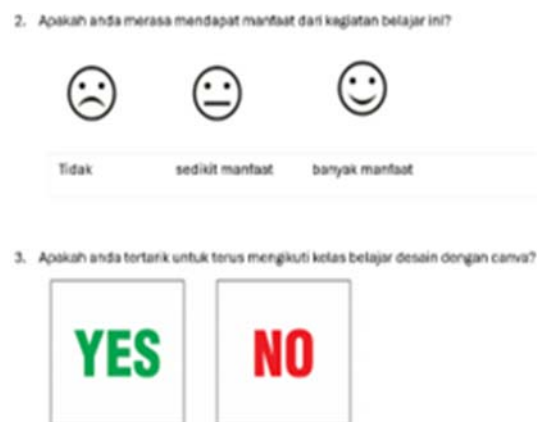 2. Apakah anda merasa mendapat manfaat dari kegiatan belajar ini?
Tidak sedikit manfaat banyak manfaat
3. Apakah anda tertarik untuk terus mengikuti kelas belajar desain dengan canva?
YES NO